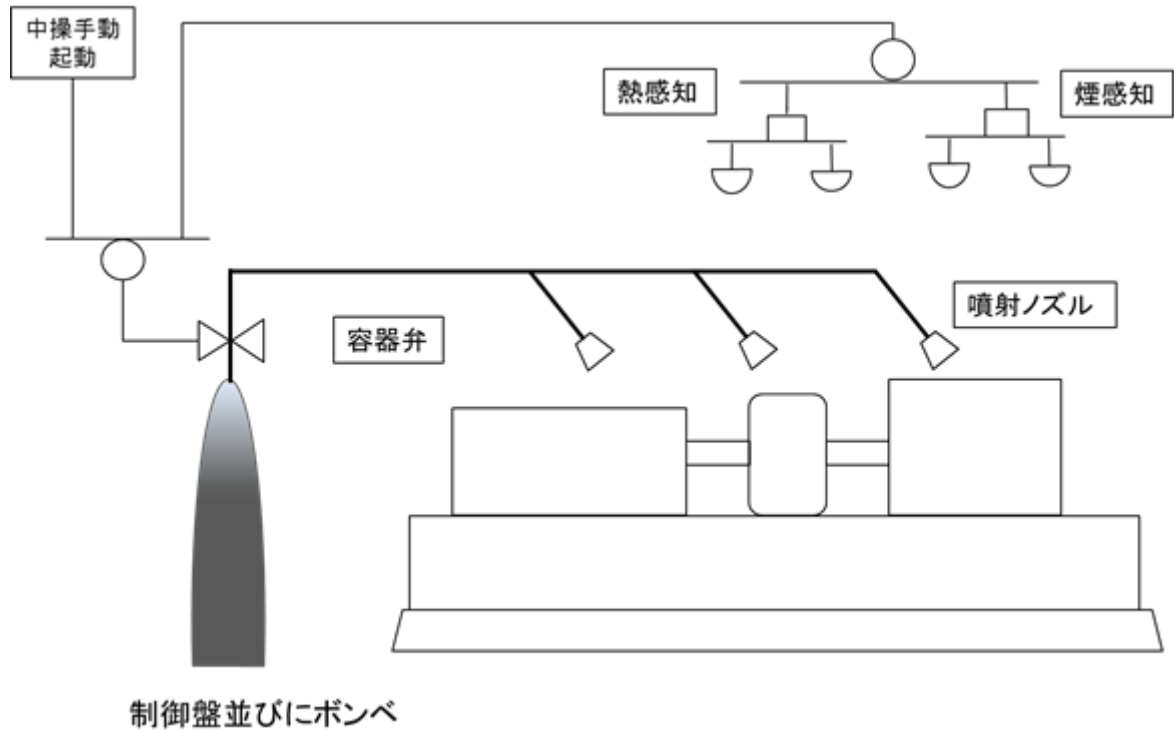 中操手動
起動
熱感知
煙感知
噴射ノズル
容器弁
制御盤並びにボンベ